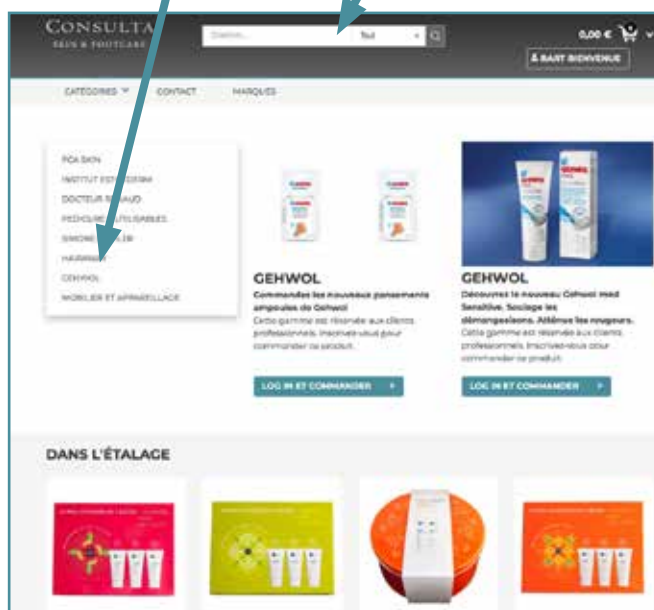 CONSULTA
SKIN & FOOTCARE
Tout
0,00 €
0
BART BIENVENUE
CATÉGORIES
CONTACT
MARQUES
PCA SKIN
INSTITUT
DOCTEUR
SIMONE
GEHWOL
MOBILIER ET APPAREILLAGE
GEHWOL
Commandez les nouveaux pansements
ampoules de Gehwol
Cette gamme est réservée aux clients
professionnels. Inscrivez-vous pour
commander ce produit.
LOG IN ET COMMANDER
GEHWOL
Découvrez le nouveau Gehwol med
Sensitive. Soulage les
démangeaisons. Atténue les rougeurs.
Cette gamme est réservée aux clients
professionnels. Inscrivez-vous pour
commander ce produit.
LOG IN ET COMMANDER
DANS L'ÉTALAGE